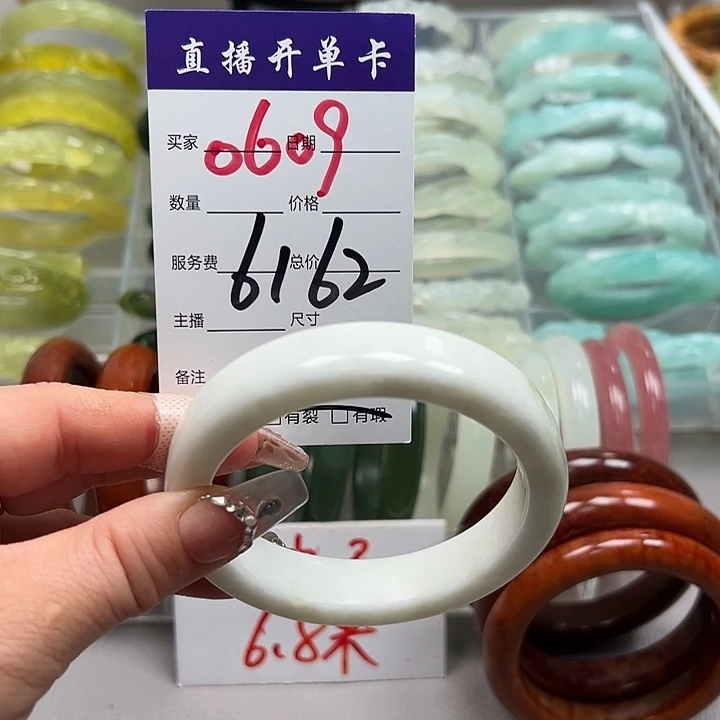 直播开单卡
买家 0609 日期
数量 价格
服务费 6162 总价
主播 尺寸
备注
有裂 有瑕
6.8米